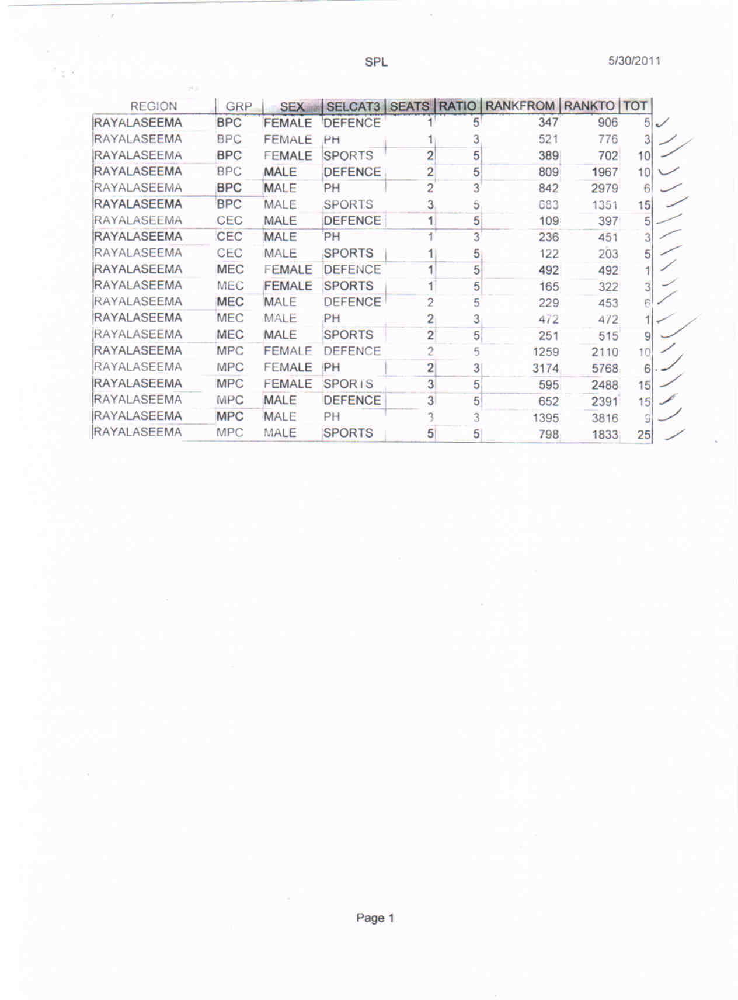 SPL 5/30/2011
REGION GRP SEX SELCAT3 SEATS RATIO RANKFROM RANKTO TOT
RAYALASEEMA BPC FEMALE DEFENCE 1 5 347 906 5
RAYALASEEMA BPC FEMALE PH 1 3 521 776 3
RAYALASEEMA BPC FEMALE SPORTS 2 5 389 702 10
RAYALASEEMA BPC MALE DEFENCE 2 5 809 1967 10
RAYALASEEMA BPC MALE PH 2 3 842 2979 6
RAYALASEEMA BPC MALE SPORTS 3 5 683 1351 15
RAYALASEEMA CEC MALE DEFENCE 1 5 109 397 5
RAYALASEEMA CEC MALE PH 1 3 236 451 3
RAYALASEEMA CEC MALE SPORTS 1 5 122 203 5
RAYALASEEMA MEC FEMALE DEFENCE 1 5 492 492 1
RAYALASEEMA MEC FEMALE SPORTS 1 5 165 322 3
RAYALASEEMA MEC MALE DEFENCE 2 5 229 453 6
RAYALASEEMA MEC MALE PH 2 3 472 472 1
RAYALASEEMA MEC MALE SPORTS 2 5 251 515 9
RAYALASEEMA MPC FEMALE DEFENCE 2 5 1259 2110 10
RAYALASEEMA MPC FEMALE PH 2 3 3174 5768 6
RAYALASEEMA MPC FEMALE SPORTS 3 5 595 2488 15
RAYALASEEMA MPC MALE DEFENCE 3 5 652 2391 15
RAYALASEEMA MPC MALE PH 3 3 1395 3816 9
RAYALASEEMA MPC MALE SPORTS 5 5 798 1833 25
Page 1